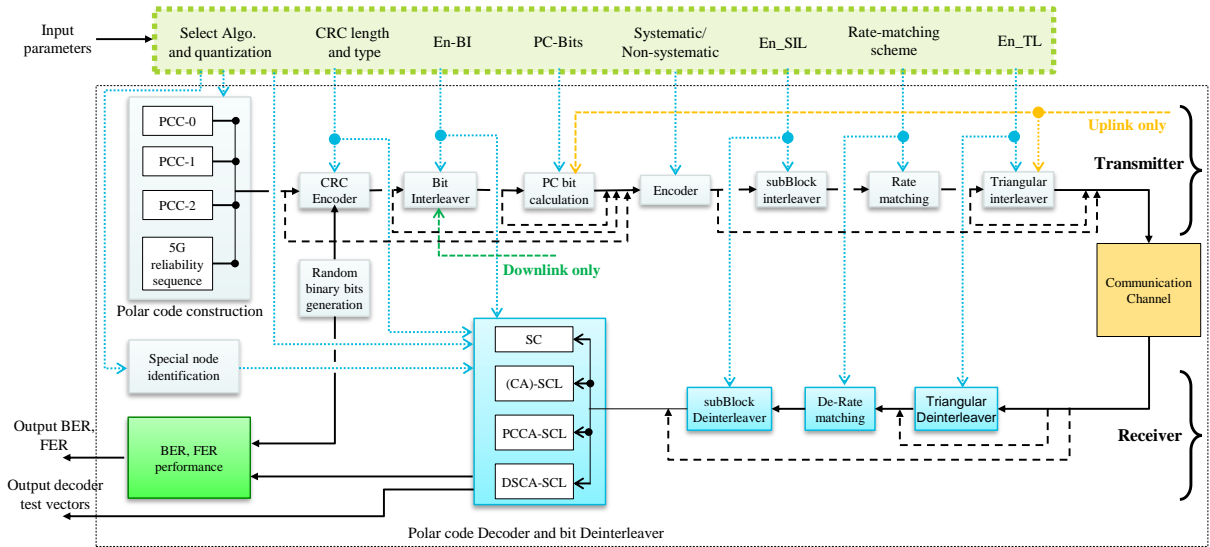 Input
parameters
Select Algo.
and quantization
CRC length
and type
En-BI
PC-Bits
Systematic/
Non-systematic
En_SIL
Rate-matching
scheme
En_TL
PCC-0
PCC-1
PCC-2
5G
reliability
sequence
Polar code construction
CRC
Encoder
Bit
Interleaver
PC bit
calculation
Encoder
subBlock
interleaver
Rate
matching
Triangular
interleaver
Uplink only
Transmitter
Downlink only
Random
binary bits
generation
Communication
Channel
Special node
identification
SC
(CA)-SCL
PCCA-SCL
DSCA-SCL
subBlock
Deinterleaver
De-Rate
matching
Triangular
Deinterleaver
Receiver
Output BER,
FER
BER, FER
performance
Output decoder
test vectors
Polar code Decoder and bit Deinterleaver